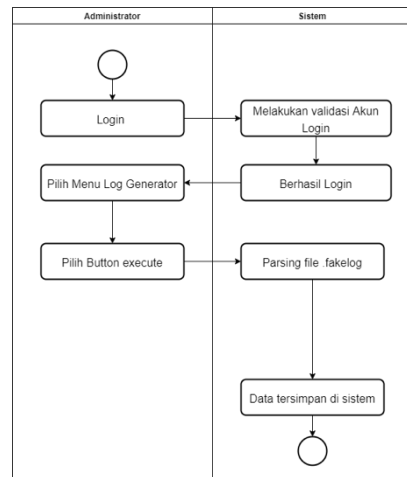 Administrator
Sistem
Login
Melakukan validasi Akun
Login
Pilih Menu Log Generator
Berhasil Login
Pilih Button execute
Parsing file .fakelog
Data tersimpan di sistem